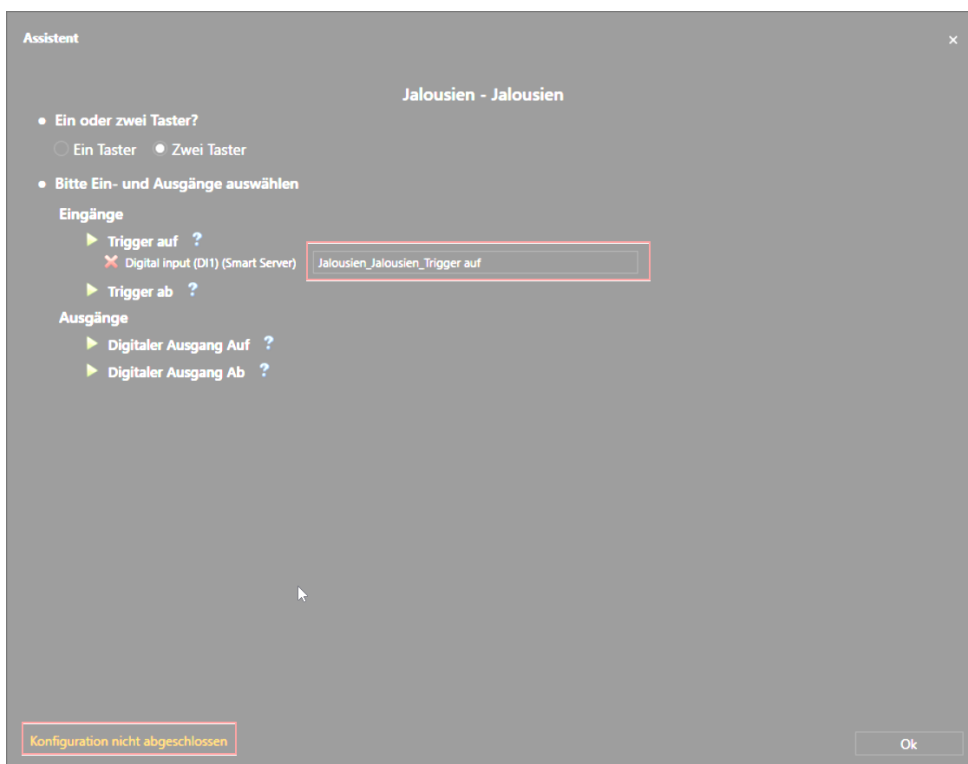 Assistent
×
Jalousien - Jalousien
Ein oder zwei Taster?
Ein Taster Zwei Taster
Bitte Ein- und Ausgänge auswählen
Eingänge
Trigger auf ?
Digital input (DI1) (Smart Server) Jalousien_Jalousien_Trigger auf
Trigger ab ?
Ausgänge
Digitaler Ausgang Auf ?
Digitaler Ausgang Ab ?
Konfiguration nicht abgeschlossen
Ok